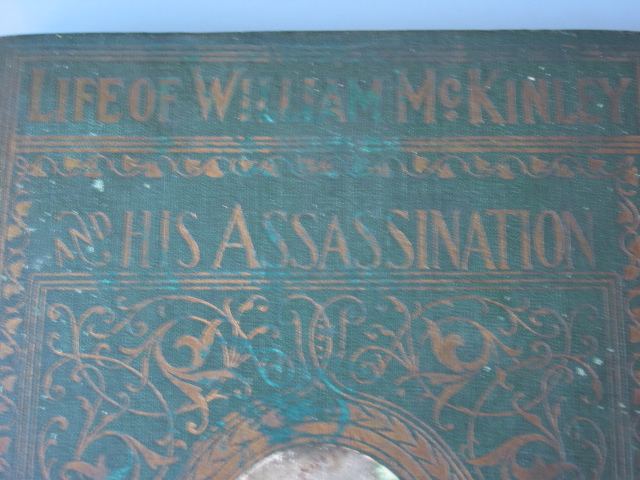 LIFE OF WILLIAM McKINLEY
AND HIS ASSASSINATION